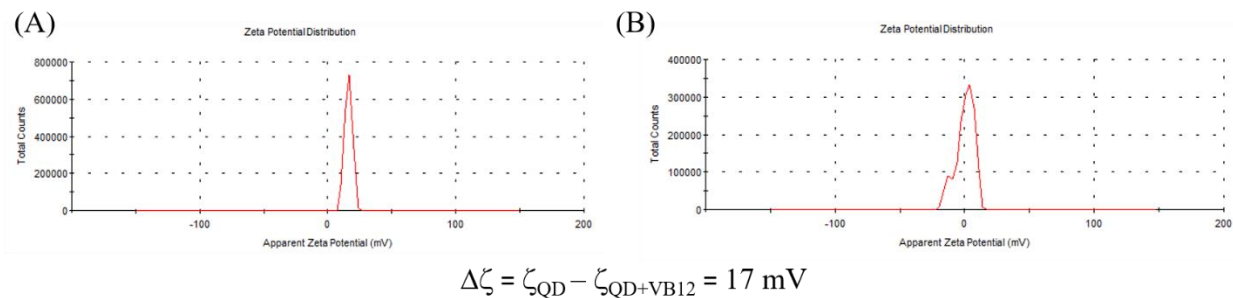 (A)
Zeta Potential Distribution
Total Counts
800000
600000
400000
200000
0
-100
0
100
200
Apparent Zeta Potential (mV)
(B)
Zeta Potential Distribution
Total Counts
400000
300000
200000
100000
0
-100
0
100
200
Apparent Zeta Potential (mV)
Δζ = ζQD – ζQD+VB12 = 17 mV